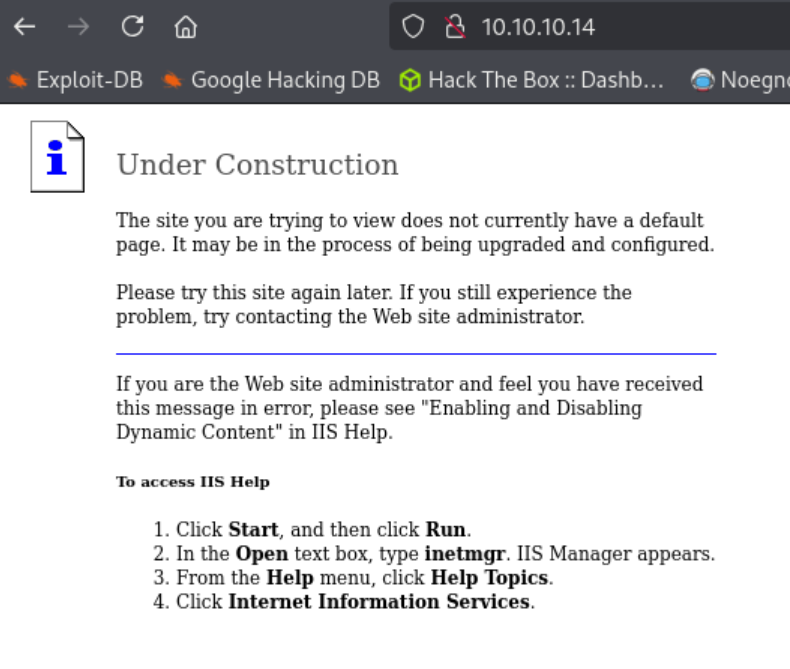 10.10.10.14
Exploit-DB Google Hacking DB Hack The Box :: Dashb… Noegn
Under Construction
The site you are trying to view does not currently have a default
page. It may be in the process of being upgraded and configured.
Please try this site again later. If you still experience the
problem, try contacting the Web site administrator.
If you are the Web site administrator and feel you have received
this message in error, please see "Enabling and Disabling
Dynamic Content" in IIS Help.
To access IIS Help
1. Click Start, and then click Run.
2. In the Open text box, type inetmgr. IIS Manager appears.
3. From the Help menu, click Help Topics.
4. Click Internet Information Services.